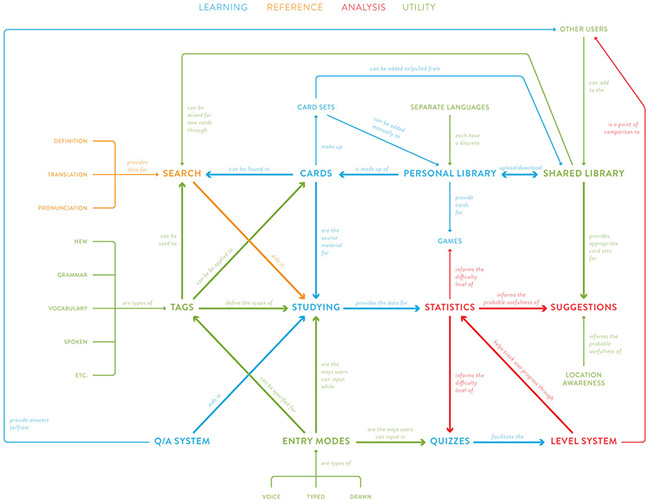 LEARNING REFERENCE ANALYSIS UTILITY
OTHER USERS
can be added to/pulled from
can add
to the
CARD SETS
SEPARATE LANGUAGES
can be
mined for
new cards
through
can be added
manually to
is a point of
comparison to
each have
a discrete
DEFINITION
TRANSLATION
PRONUNCIATION
provides
data for
make up
SEARCH
can be found in
CARDS
is made up of
PERSONAL LIBRARY
upload/download
SHARED LIBRARY
provide
cards
for
are the
source
material for
provides
appropriate
card sets
for
can be
used to
can be be applied to
aids in
GAMES
NEW
GRAMMAR
VOCABULARY
SPOKEN
ETC.
informs the
difficulty
level of
informs the
probable usefulness of
are types of
TAGS
define the scope of
STUDYING
provides the data for
STATISTICS
SUGGESTIONS
informs the
probable
usefulness of
helps track user progress through
are the
ways users
can input
while
informs the
difficulty
level of
LOCATION
AWARENESS
can be specified for
aids in
provide answers
to/from
Q/A SYSTEM
ENTRY MODES
are the ways users
can input in
QUIZZES
facilitate the
LEVEL SYSTEM
are types of
VOICE
TYPED
DRAWN